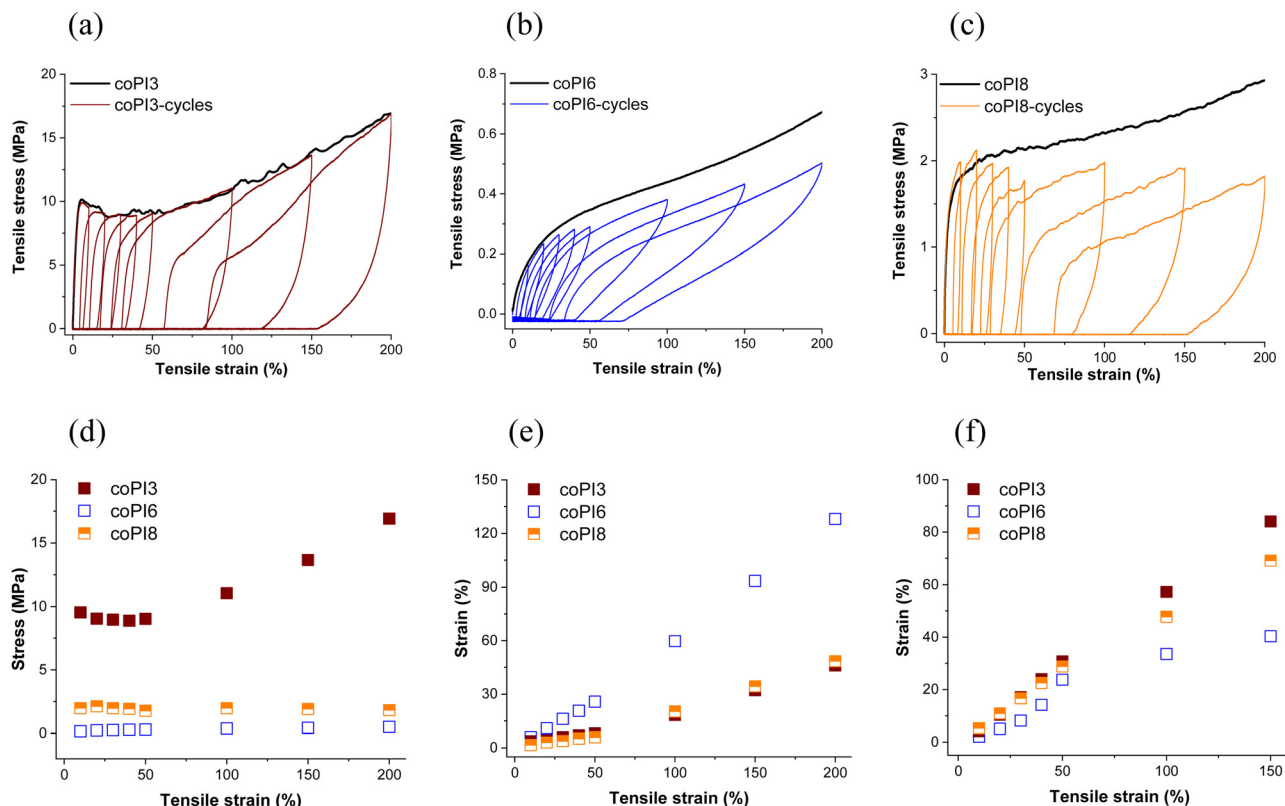 (a)
20
15
10
5
0
Tensile stress (MPa)
coPI3
coPI3-cycles
0 50 100 150 200
Tensile strain (%)
(b)
0.8
0.6
0.4
0.2
0.0
Tensile stress (MPa)
coPI6
coPI6-cycles
0 50 100 150 200
Tensile strain (%)
(c)
3
2
1
0
Tensile stress (MPa)
coPI8
coPI8-cycles
0 50 100 150 200
Tensile strain (%)
(d)
20
15
10
5
0
Stress (MPa)
coPI3
coPI6
coPI8
0 50 100 150 200
Tensile strain (%)
(e)
150
120
90
60
30
0
Strain (%)
coPI3
coPI6
coPI8
0 50 100 150 200
Tensile strain (%)
(f)
100
80
60
40
20
0
Strain (%)
coPI3
coPI6
coPI8
0 50 100 150
Tensile strain (%)